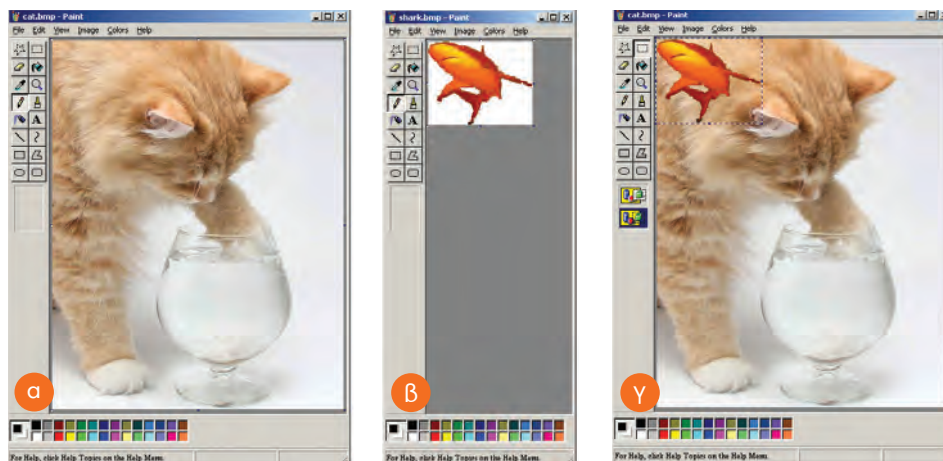 cat.bmp - Paint
File Edit View Image Colors Help
A
α
For Help, click Help Topics on the Help Menu.
shark.bmp - Paint
File Edit View Image Colors Help
A
β
For Help, click Help Topics on the Help Menu.
cat.bmp - Paint
File Edit View Image Colors Help
A
γ
For Help, click Help Topics on the Help Menu.